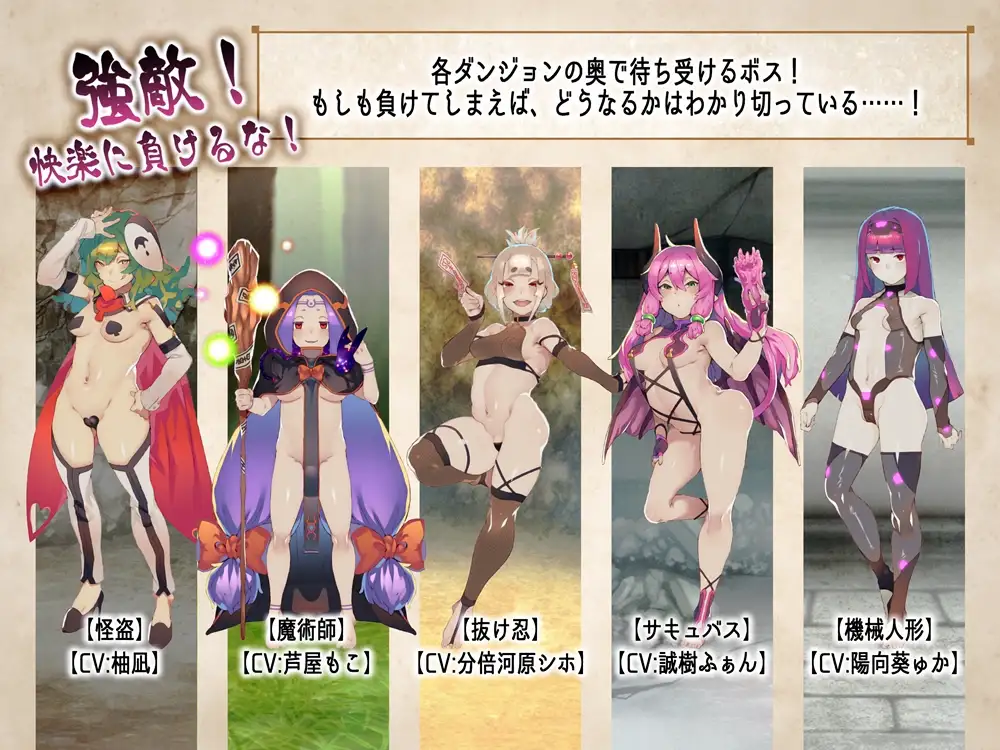 強敵！
快楽に負けるな！
各ダンジョンの奥で待ち受けるボス！
もしも負けてしまえば、どうなるかはわかり切っている……！
【怪盗】
【CV:柚凪】
【魔術師】
【CV:芦屋もこ】
【抜け忍】
【CV:分倍河原シホ】
【サキュバス】
【CV:誠樹ふぁん】
【機械人形】
【CV:陽向葵ゅか】